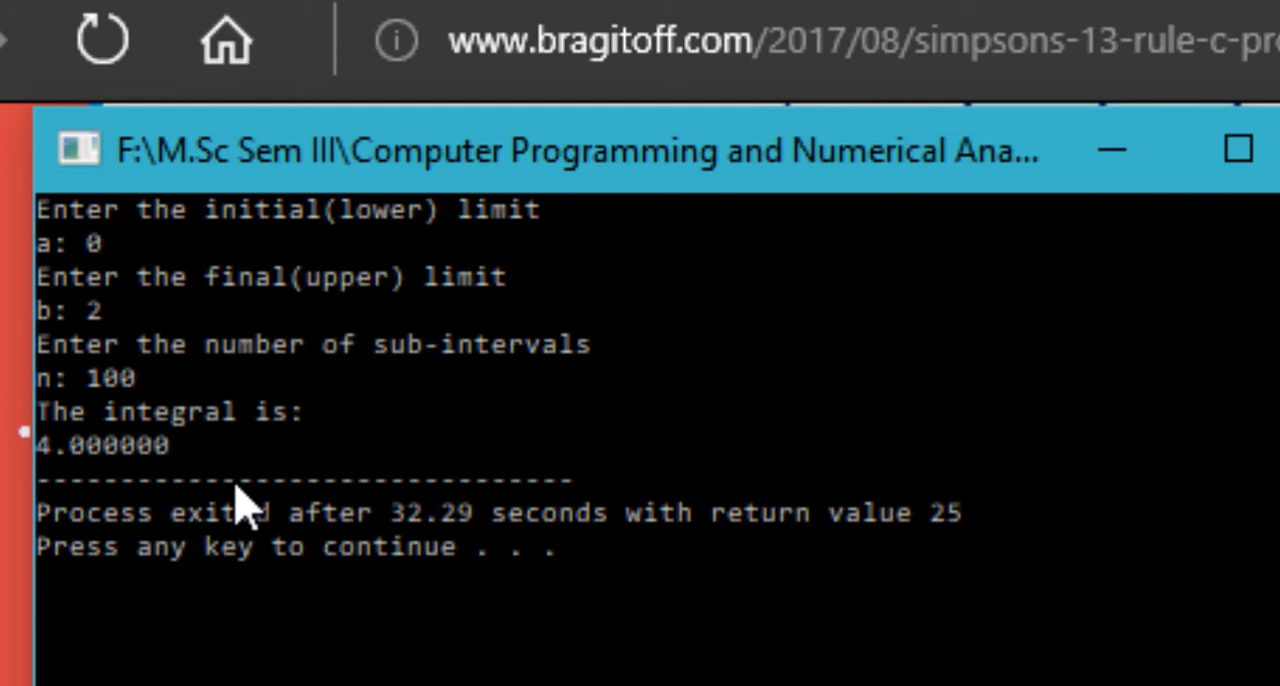 www.bragitoff.com/2017/08/simpsons-13-rule-c-pr
F:\M.Sc Sem III\Computer Programming and Numerical Ana...
Enter the initial(lower) limit
a: 0
Enter the final(upper) limit
b: 2
Enter the number of sub-intervals
n: 100
The integral is:
4.000000
--------------------------------
Process exited after 32.29 seconds with return value 25
Press any key to continue . . .